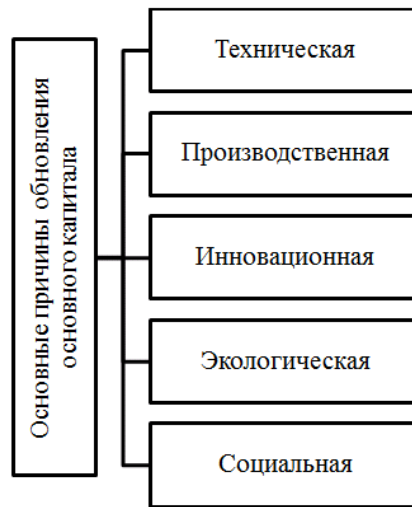 Основные причины обновления
основного капитала
Техническая
Производственная
Инновационная
Экологическая
Социальная